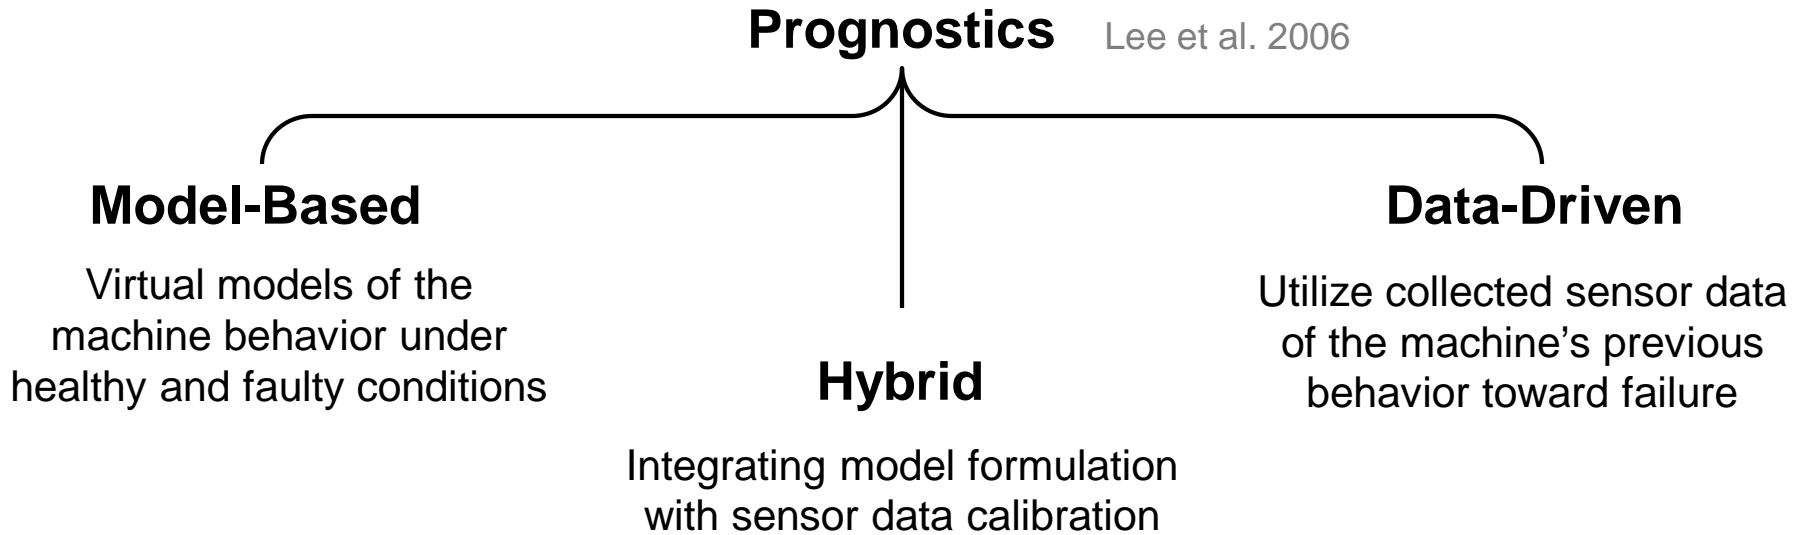 Prognostics Lee et al. 2006
Model-Based
Virtual models of the
machine behavior under
healthy and faulty conditions
Hybrid
Integrating model formulation
with sensor data calibration
Data-Driven
Utilize collected sensor data
of the machine's previous
behavior toward failure